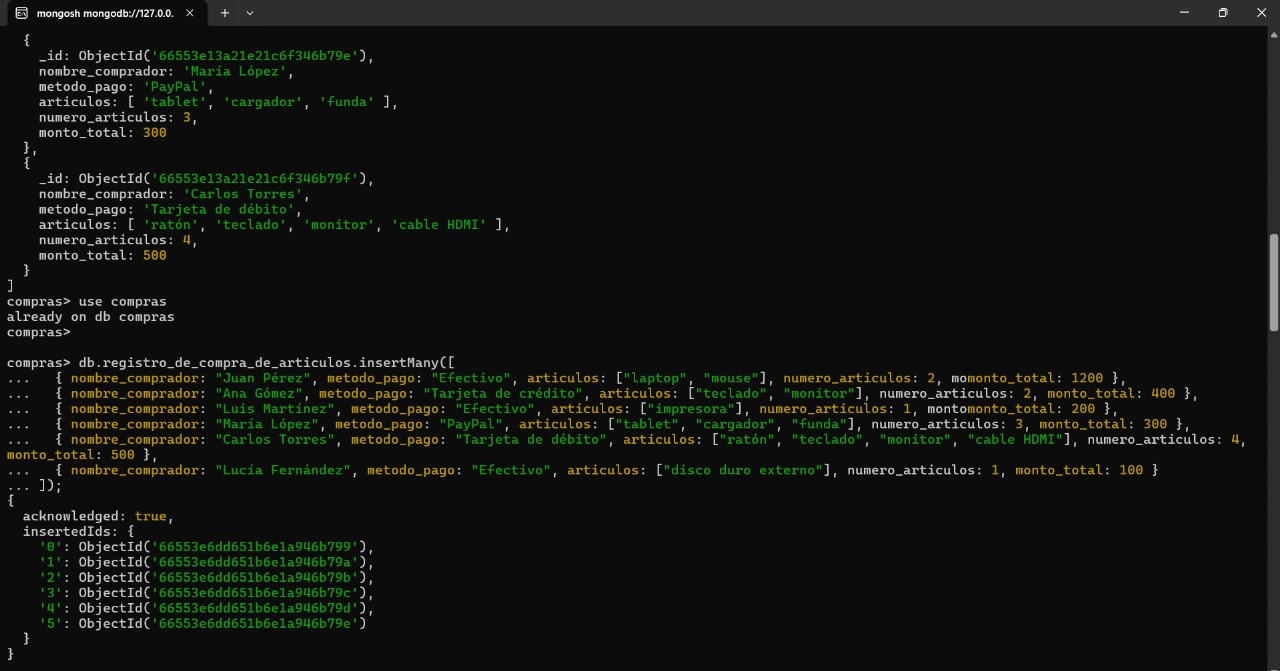 mongosh mongodb://127.0.0.
{
_id: ObjectId('66553e13a21e21c6f346b79e'),
nombre_comprador: 'María López',
metodo_pago: 'PayPal',
articulos: [ 'tablet', 'cargador', 'funda' ],
numero_articulos: 3,
monto_total: 300
},
{
_id: ObjectId('66553e13a21e21c6f346b79f'),
nombre_comprador: 'Carlos Torres',
metodo_pago: 'Tarjeta de débito',
articulos: [ 'ratón', 'teclado', 'monitor', 'cable HDMI' ],
numero_articulos: 4,
monto_total: 500
}
]
compras> use compras
already on db compras
compras>
compras> db.registro_de_compra_de_articulos.insertMany([
...   { nombre_comprador: "Juan Pérez", metodo_pago: "Efectivo", articulos: ["laptop", "mouse"], numero_articulos: 2, momonto_total: 1200 },
...   { nombre_comprador: "Ana Gómez", metodo_pago: "Tarjeta de crédito", articulos: ["teclado", "monitor"], numero_articulos: 2, monto_total: 400 },
...   { nombre_comprador: "Luis Martínez", metodo_pago: "Efectivo", articulos: ["impresora"], numero_articulos: 1, montomonto_total: 200 },
...   { nombre_comprador: "María López", metodo_pago: "PayPal", articulos: ["tablet", "cargador", "funda"], numero_articulos: 3, monto_total: 300 },
...   { nombre_comprador: "Carlos Torres", metodo_pago: "Tarjeta de débito", articulos: ["ratón", "teclado", "monitor", "cable HDMI"], numero_articulos: 4,
monto_total: 500 },
...   { nombre_comprador: "Lucía Fernández", metodo_pago: "Efectivo", articulos: ["disco duro externo"], numero_articulos: 1, monto_total: 100 }
... ]);
{
acknowledged: true,
insertedIds: {
'0': ObjectId('66553e6dd651b6e1a946b799'),
'1': ObjectId('66553e6dd651b6e1a946b79a'),
'2': ObjectId('66553e6dd651b6e1a946b79b'),
'3': ObjectId('66553e6dd651b6e1a946b79c'),
'4': ObjectId('66553e6dd651b6e1a946b79d'),
'5': ObjectId('66553e6dd651b6e1a946b79e')
}
}